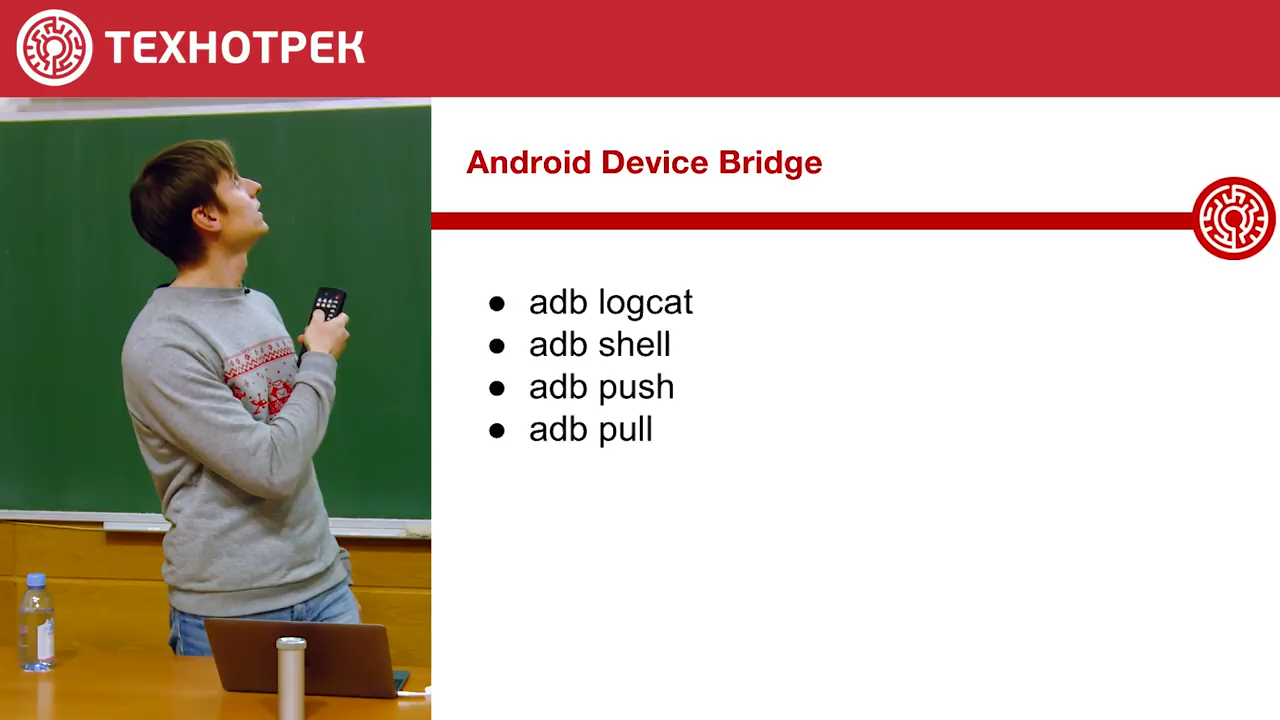 ТЕХНОТРЕК
Android Device Bridge
● adb logcat
● adb shell
● adb push
● adb pull